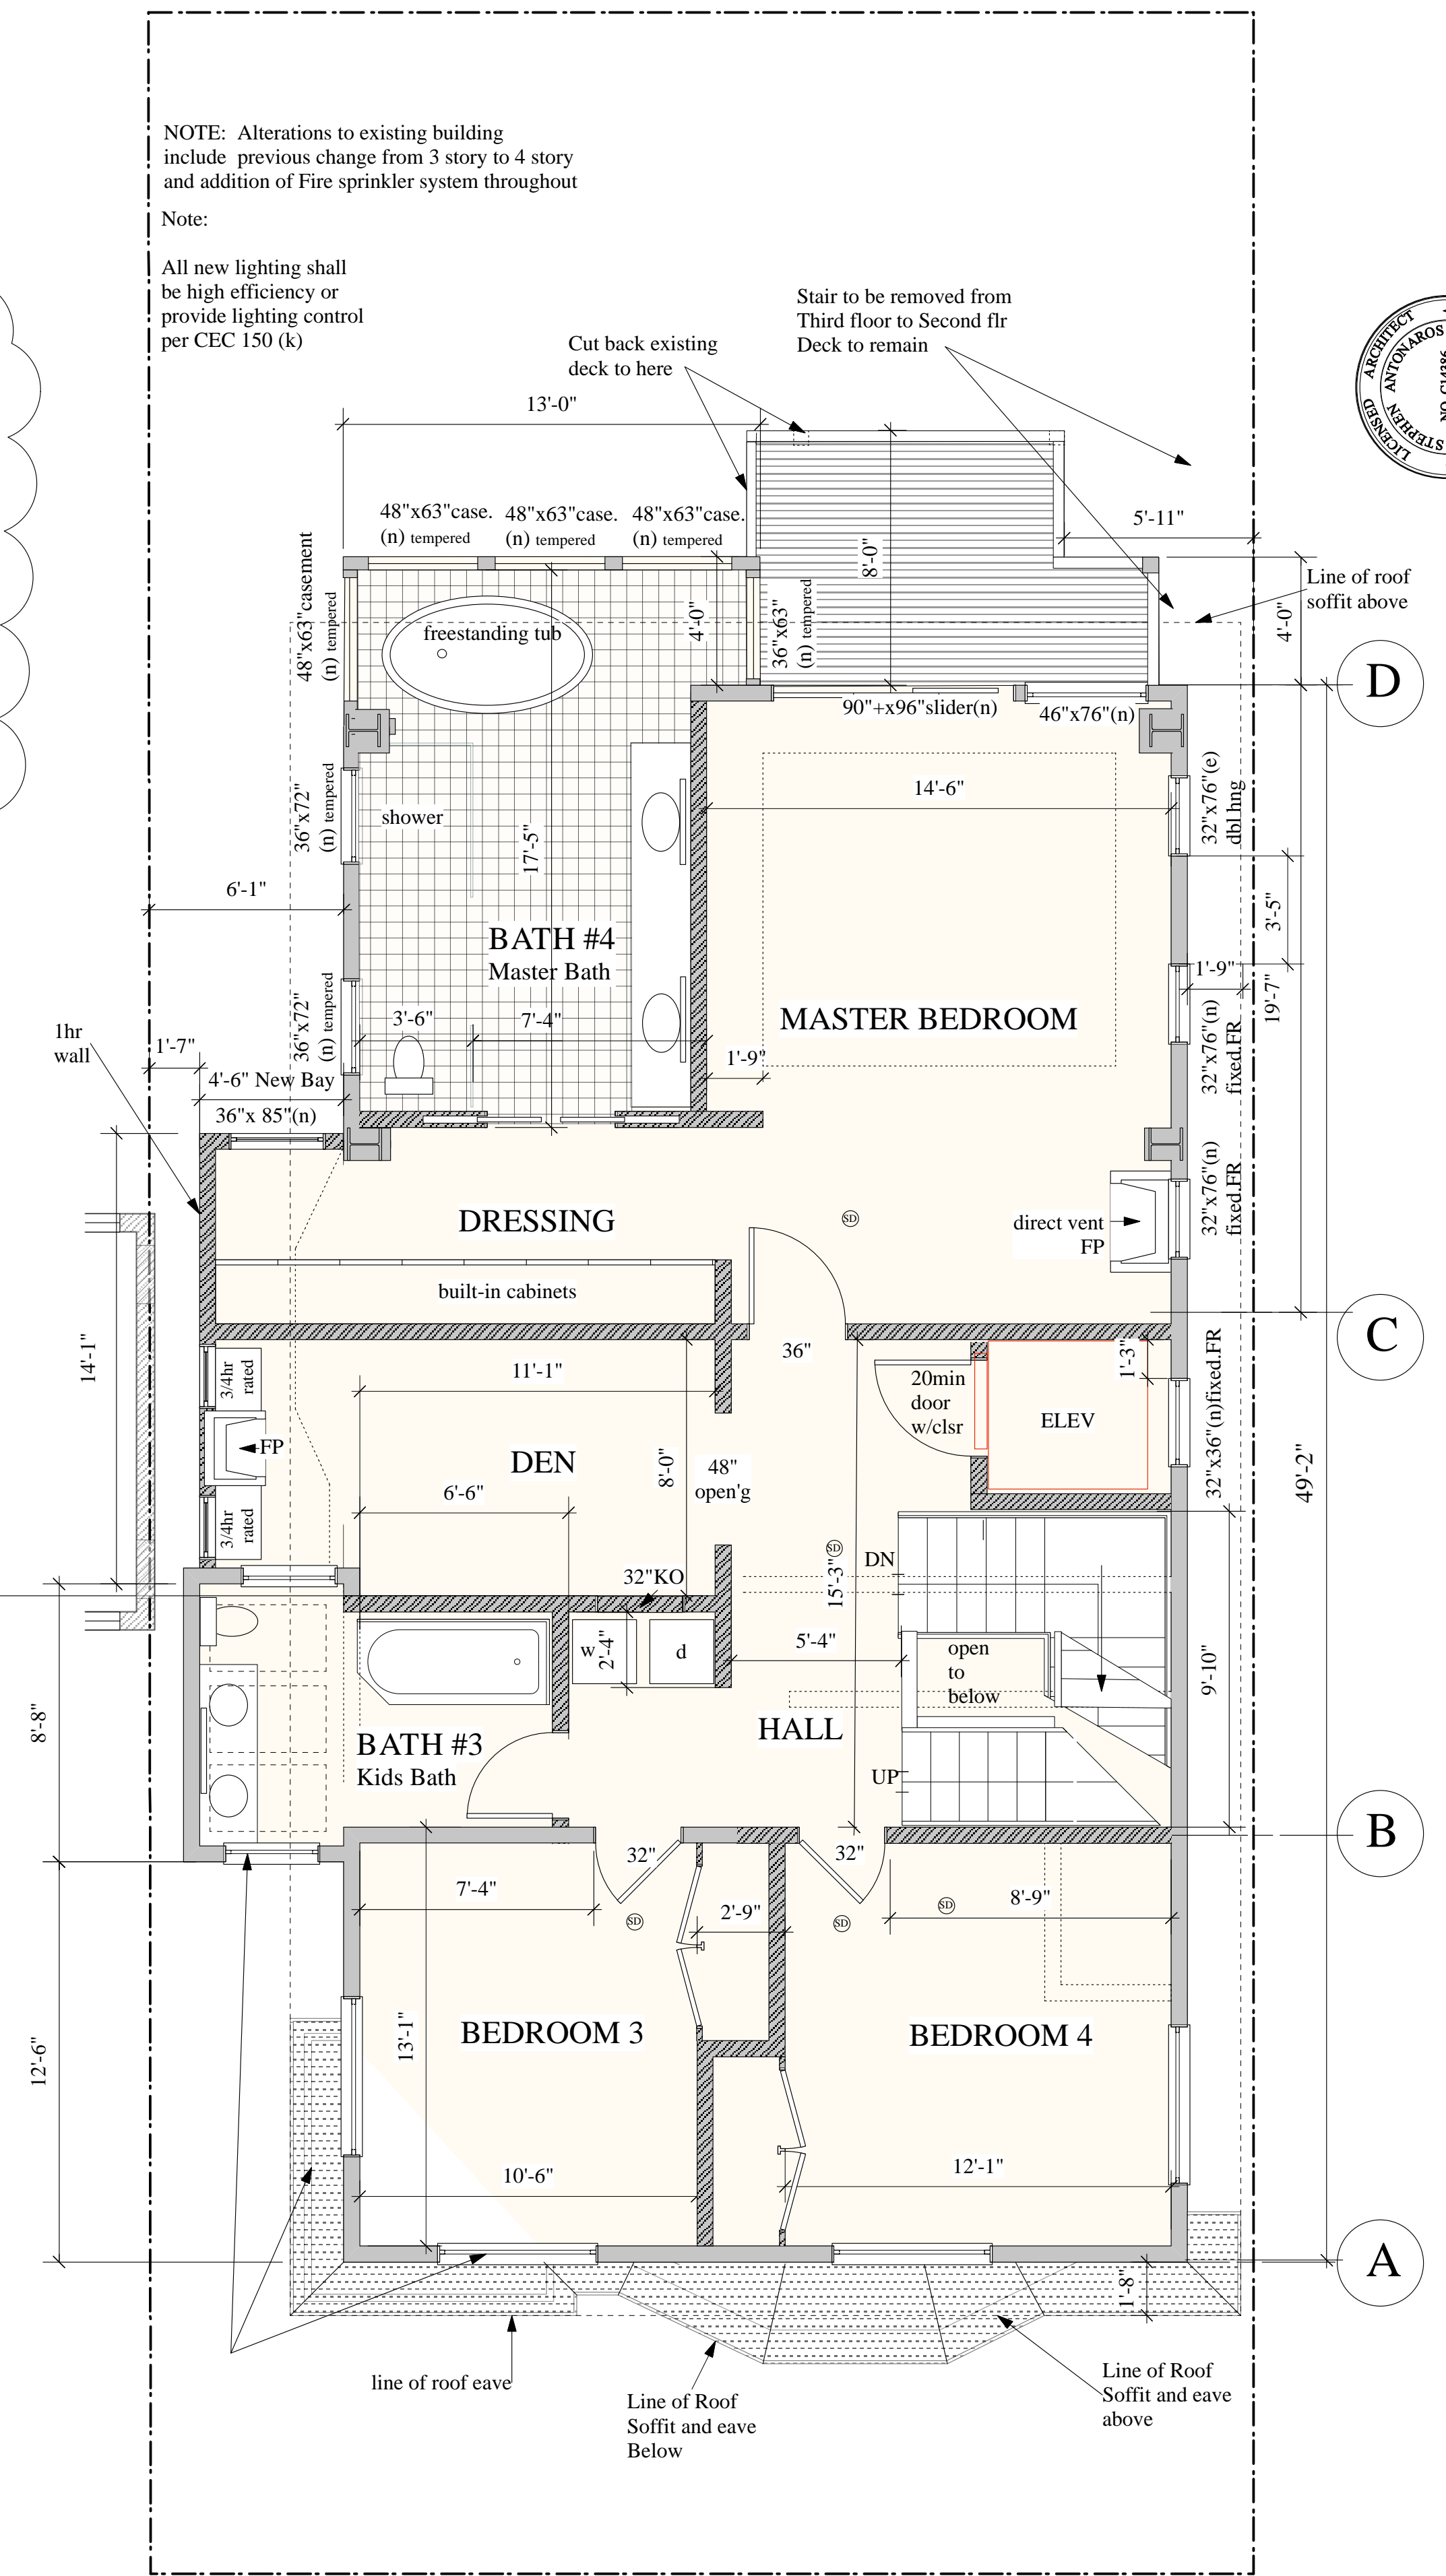 NOTE:  Alterations to existing building
include  previous change from 3 story to 4 story
and addition of Fire sprinkler system throughout
Note:
All new lighting shall
be high efficiency or
provide lighting control
per CEC 150 (k)
Stair to be removed from
Third floor to Second flr
Deck to remain
Cut back existing
deck to here
LICENSED ARCHITECT
STEPHEN ANTONAROS
NO. C14386
13'-0"
48"x63"case.
(n) tempered
48"x63"case.
(n) tempered
48"x63"case.
(n) tempered
5'-11"
8'-0"
48"x63"casement
(n) tempered
Line of roof
soffit above
freestanding tub
4'-0"
36"x63"
(n) tempered
4'-0"
D
90"+x96"slider(n)
46"x76"(n)
14'-6"
32"x76"(e)
dbl.hng
36"x72"
(n) tempered
shower
17'-5"
6'-1"
3'-5"
BATH #4
Master Bath
1'-9"
19'-7"
MASTER BEDROOM
36"x72"
(n) tempered
3'-6"
7'-4"
32"x76"(n)
fixed.FR
1hr
wall
1'-7"
1'-9"
4'-6" New Bay
36"x 85"(n)
32"x76"(n)
fixed.FR
DRESSING
SD
direct vent
FP
built-in cabinets
C
14'-1"
36"
1'-3"
32"x36"(n)fixed.FR
3/4hr
rated
11'-1"
20min
door
w/clsr
ELEV
FP
DEN
8'-0"
48"
open'g
49'-2"
6'-6"
3/4hr
rated
SD
DN
32"KO
15'-3"
w
2'-4"
d
5'-4"
open
to
below
9'-10"
8'-8"
HALL
BATH #3
Kids Bath
UP
B
32"
32"
7'-4"
SD
2'-9"
SD
SD
8'-9"
13'-1"
BEDROOM 3
BEDROOM 4
12'-6"
10'-6"
12'-1"
A
1'-8"
line of roof eave
Line of Roof
Soffit and eave
Below
Line of Roof
Soffit and eave
above